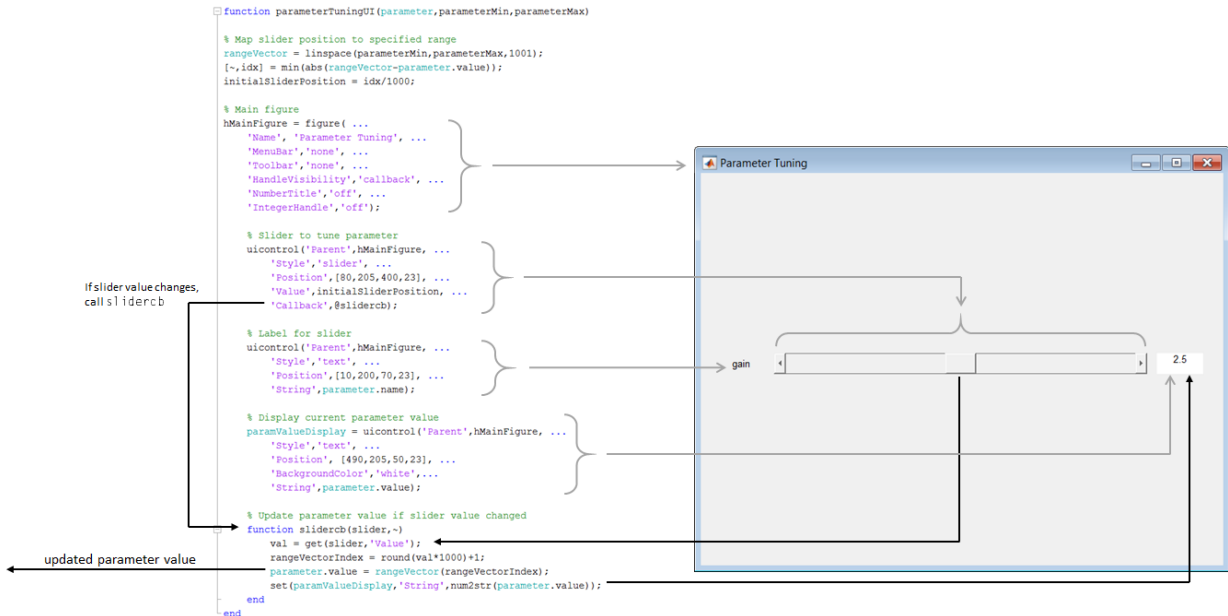 function parameterTuningUI(parameter,parameterMin,parameterMax)
% Map slider position to specified range
rangeVector = linspace(parameterMin,parameterMax,1001);
[~,idx] = min(abs(rangeVector-parameter.value));
initialSliderPosition = idx/1000;
% Main figure
hMainFigure = figure( ...
'Name', 'Parameter Tuning', ...
'MenuBar','none', ...
'Toolbar','none', ...
'HandleVisibility','callback', ...
'NumberTitle','off', ...
'IntegerHandle','off');
% Slider to tune parameter
uicontrol('Parent',hMainFigure, ...
'Style','slider', ...
'Position',[80,205,400,23], ...
'Value',initialSliderPosition, ...
'Callback',@slidercb);
% Label for slider
uicontrol('Parent',hMainFigure, ...
'Style','text', ...
'Position',[10,200,70,23], ...
'String',parameter.name);
% Display current parameter value
paramValueDisplay = uicontrol('Parent',hMainFigure, ...
'Style','text', ...
'Position', [490,205,50,23], ...
'BackgroundColor','white',...
'String',parameter.value);
% Update parameter value if slider value changed
function slidercb(slider,~)
val = get(slider,'Value');
rangeVectorIndex = round(val*1000)+1;
parameter.value = rangeVector(rangeVectorIndex);
set(paramValueDisplay,'String',num2str(parameter.value));
end
end
If slider value changes,
call slidercb
updated parameter value
Parameter Tuning
gain
2.5